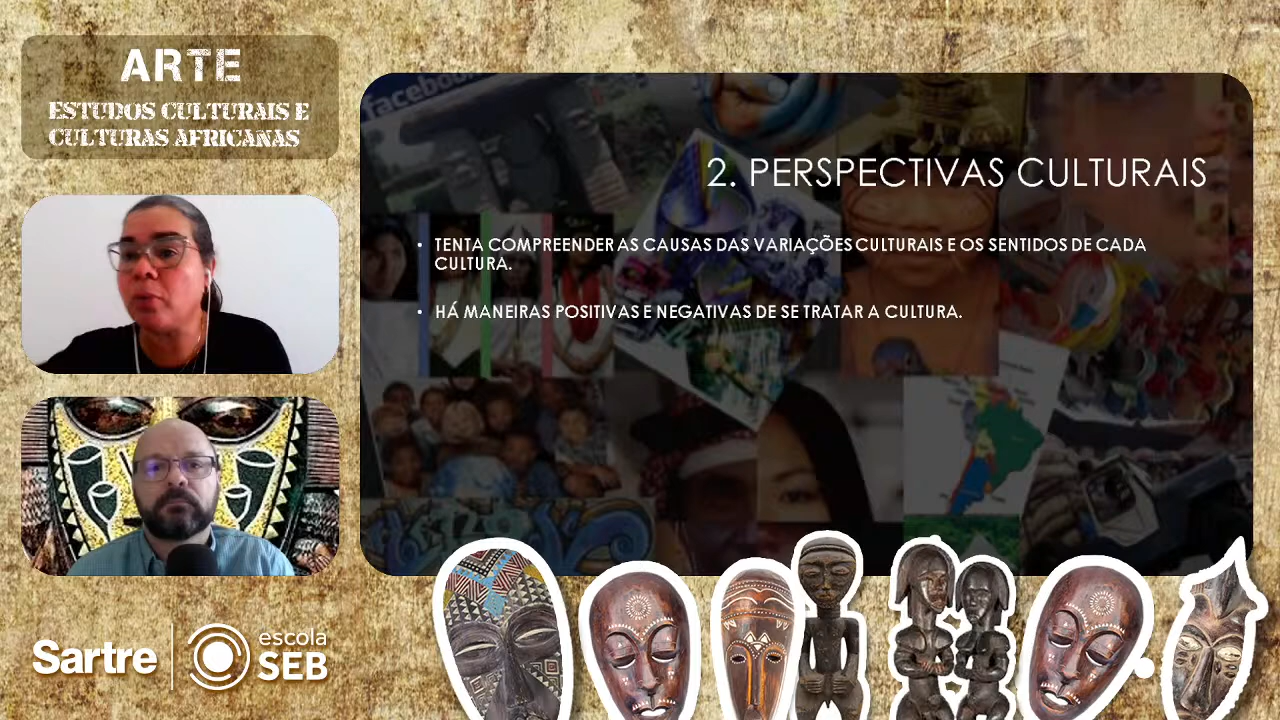 ARTE
ESTUDOS CULTURAIS E
CULTURAS AFRICANAS
facebook
2. PERSPECTIVAS CULTURAIS
• TENTA COMPREENDER AS CAUSAS DAS VARIAÇÕES CULTURAIS E OS SENTIDOS DE CADA
CULTURA.
• HÁ MANEIRAS POSITIVAS E NEGATIVAS DE SE TRATAR A CULTURA.
Sartre
escola
SEB